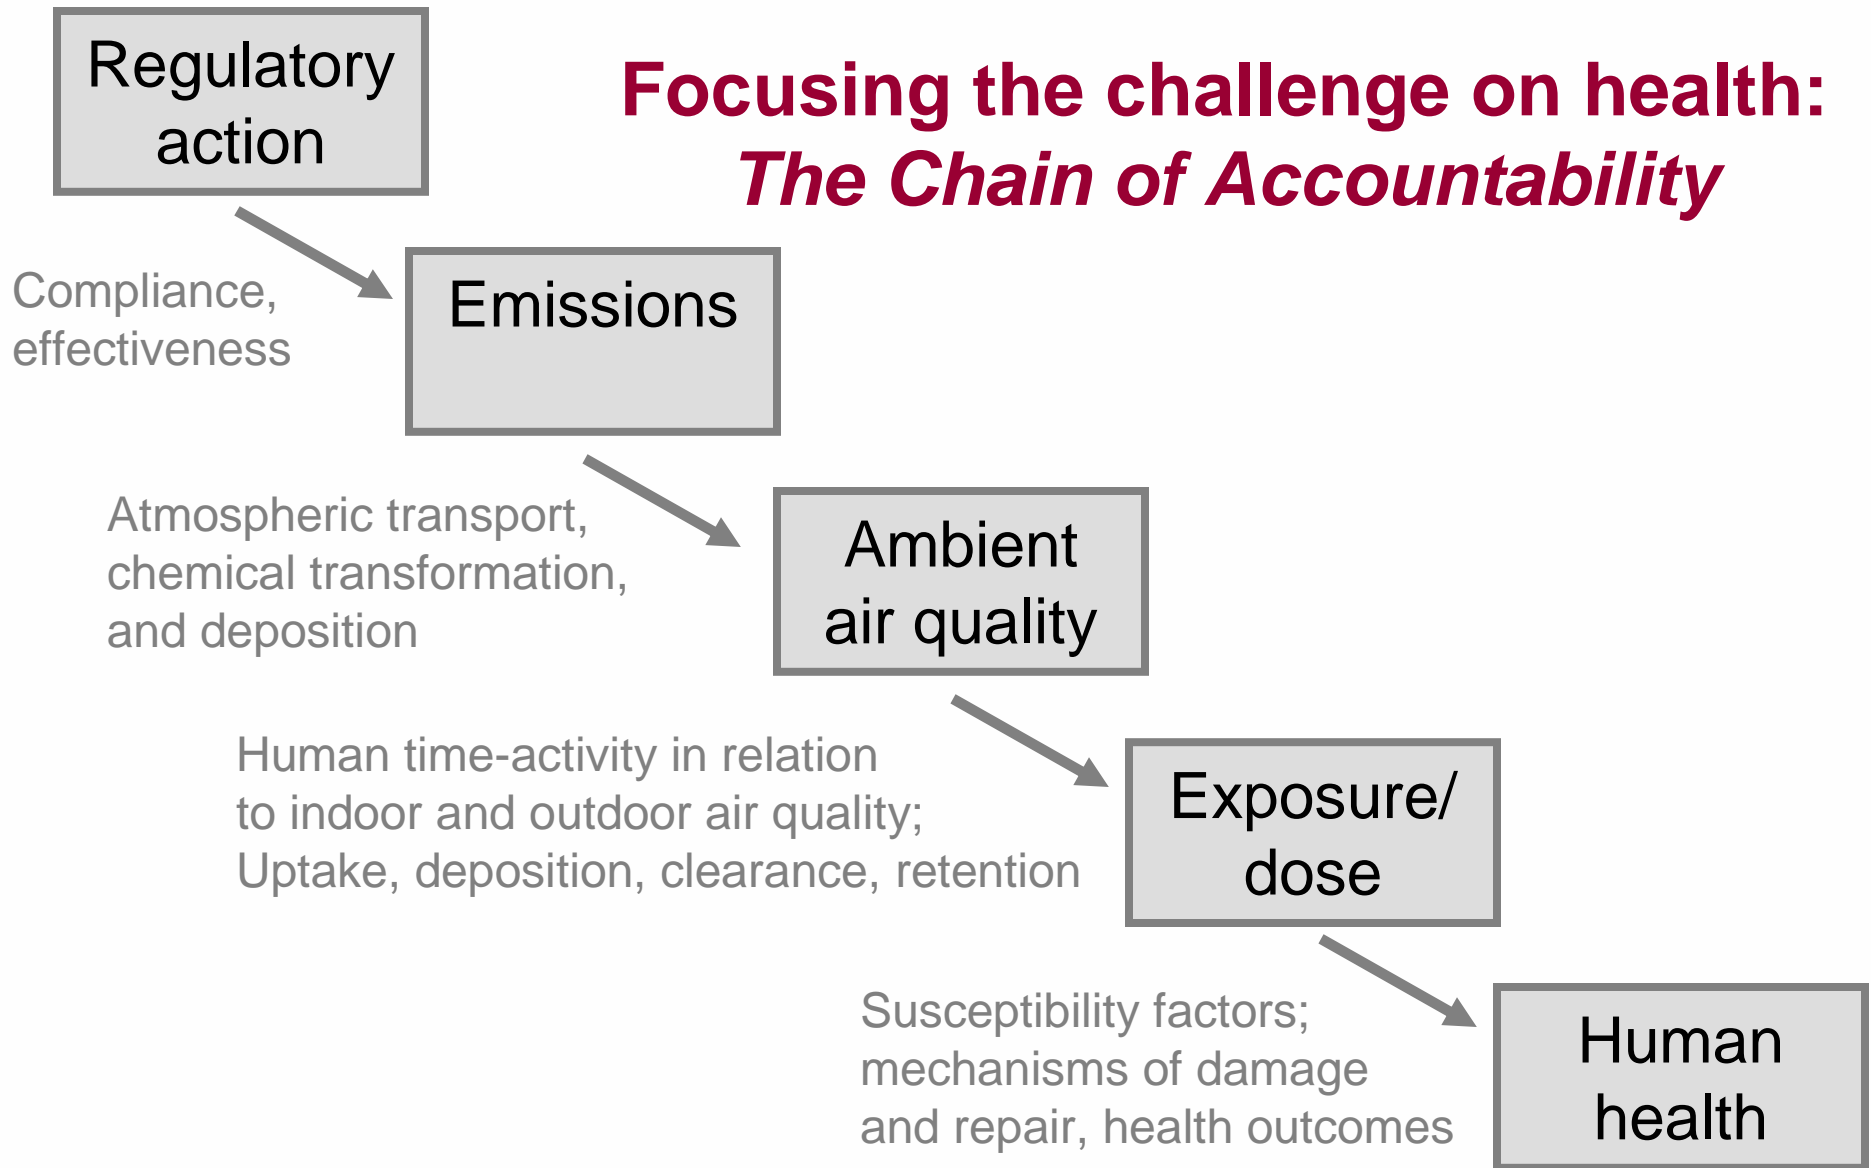 Regulatory
action
Focusing the challenge on health:
The Chain of Accountability
Compliance,
effectiveness
Emissions
Atmospheric transport,
chemical transformation,
and deposition
Ambient
air quality
Human time-activity in relation
to indoor and outdoor air quality;
Uptake, deposition, clearance, retention
Exposure/
dose
Susceptibility factors;
mechanisms of damage
and repair, health outcomes
Human
health